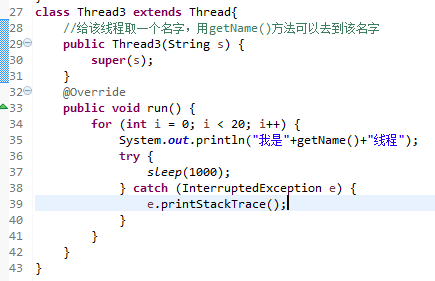 27 class Thread3 extends Thread{
28     //给该线程取一个名字，用getName()方法可以去到该名字
29     public Thread3(String s) {
30         super(s);
31     }
32     @Override
33     public void run() {
34         for (int i = 0; i < 20; i++) {
35             System.out.println("我是"+getName()+"线程");
36             try {
37                 sleep(1000);
38             } catch (InterruptedException e) {
39                 e.printStackTrace();
40             }
41         }
42     }
43 }